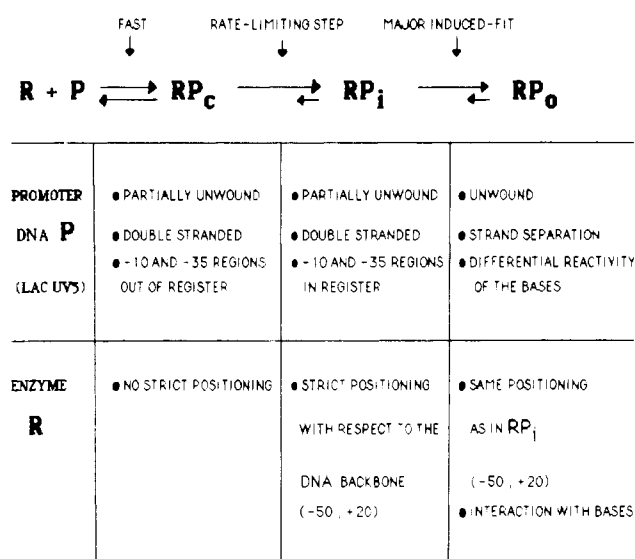 FAST RATE-LIMITING STEP MAJOR INDUCED-FIT
R + P RPc RPi RPo
PROMOTER
DNA P
(LAC UV5)
● PARTIALLY UNWOUND
● DOUBLE STRANDED
● -10 AND -35 REGIONS
OUT OF REGISTER
● PARTIALLY UNWOUND
● DOUBLE STRANDED
● -10 AND -35 REGIONS
IN REGISTER
● UNWOUND
● STRAND SEPARATION
● DIFFERENTIAL REACTIVITY
OF THE BASES
ENZYME
R
● NO STRICT POSITIONING
● STRICT POSITIONING
WITH RESPECT TO THE
DNA BACKBONE
(-50, +20)
● SAME POSITIONING
AS IN RPi
(-50, +20)
● INTERACTION WITH BASES